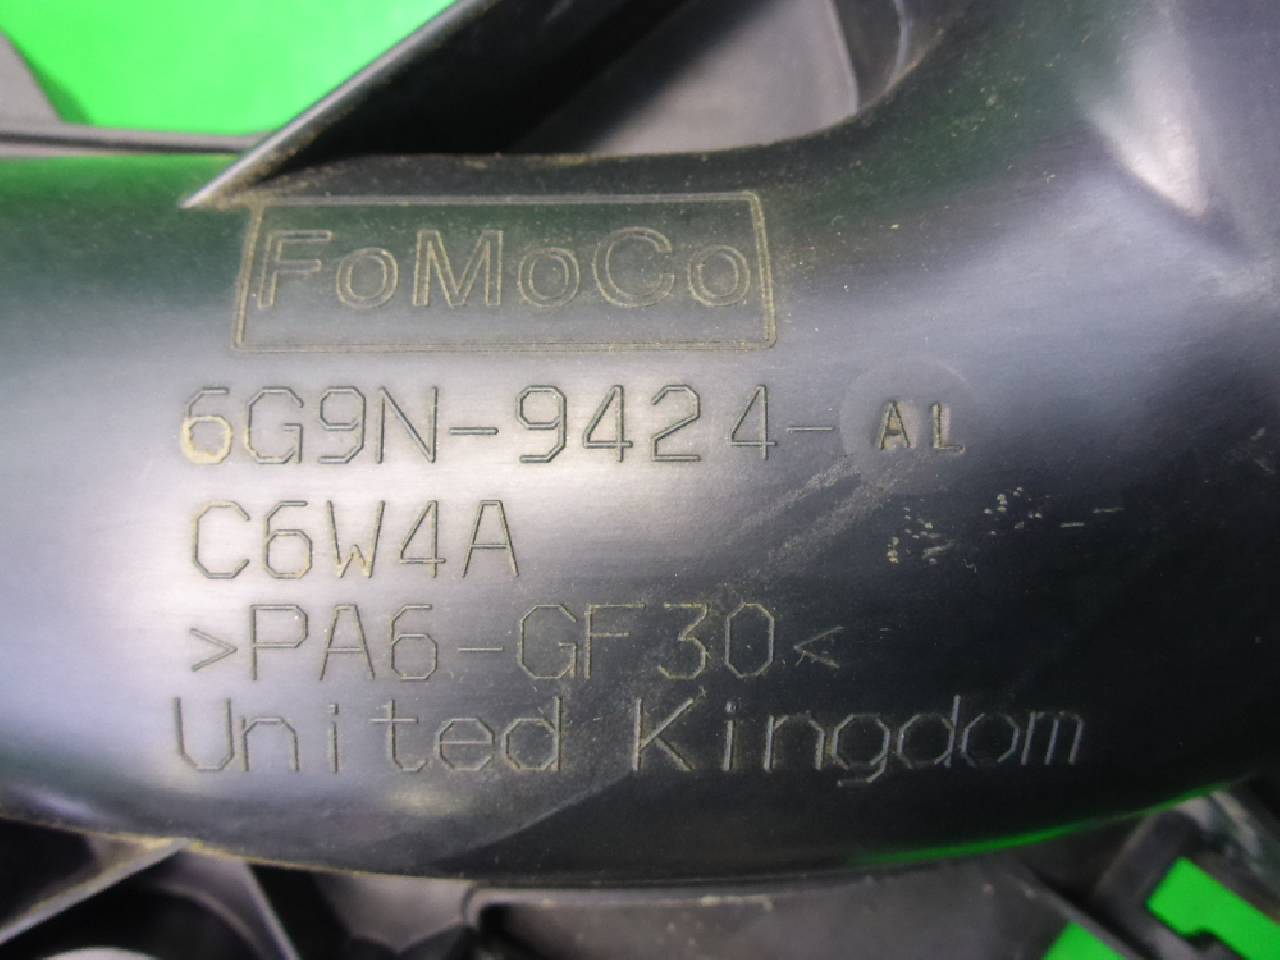 FoMoCo
6G9N-9424-AL
C6W4A
>PA6-GF30<
United Kingdom